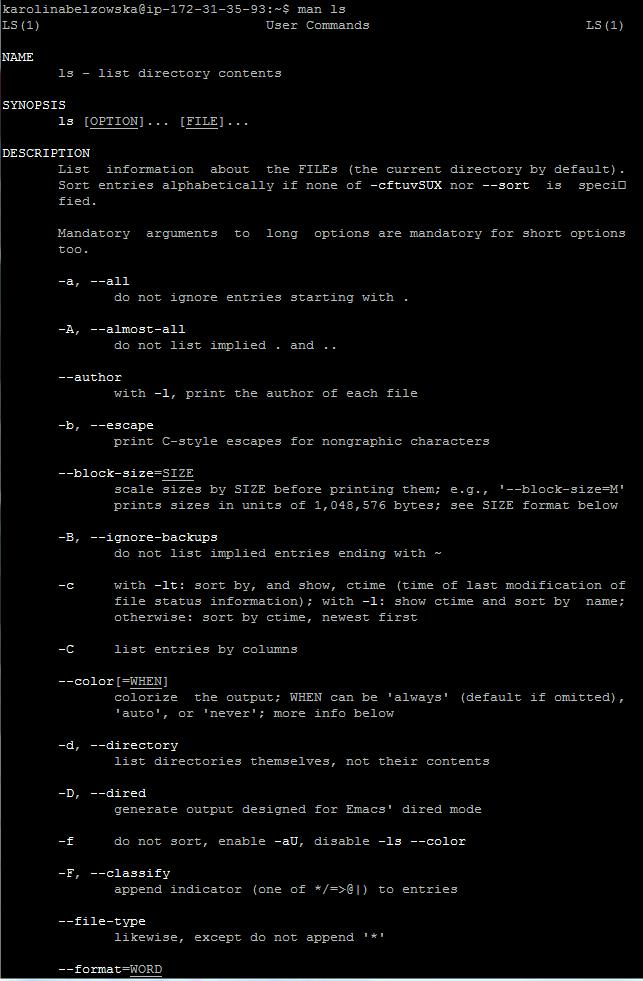 karolinabelzowska@ip-172-31-35-93:~$ man ls
LS(1) User Commands LS(1)
NAME
ls - list directory contents
SYNOPSIS
ls [OPTION]... [FILE]...
DESCRIPTION
List information about the FILEs (the current directory by default).
Sort entries alphabetically if none of -cftuvSUX nor --sort is speci□
fied.
Mandatory arguments to long options are mandatory for short options
too.
-a, --all
do not ignore entries starting with .
-A, --almost-all
do not list implied . and ..
--author
with -l, print the author of each file
-b, --escape
print C-style escapes for nongraphic characters
--block-size=SIZE
scale sizes by SIZE before printing them; e.g., '--block-size=M'
prints sizes in units of 1,048,576 bytes; see SIZE format below
-B, --ignore-backups
do not list implied entries ending with ~
-c with -lt: sort by, and show, ctime (time of last modification of
file status information); with -l: show ctime and sort by name;
otherwise: sort by ctime, newest first
-C list entries by columns
--color[=WHEN]
colorize the output; WHEN can be 'always' (default if omitted),
'auto', or 'never'; more info below
-d, --directory
list directories themselves, not their contents
-D, --dired
generate output designed for Emacs' dired mode
-f do not sort, enable -aU, disable -ls --color
-F, --classify
append indicator (one of */=>@|) to entries
--file-type
likewise, except do not append '*'
--format=WORD